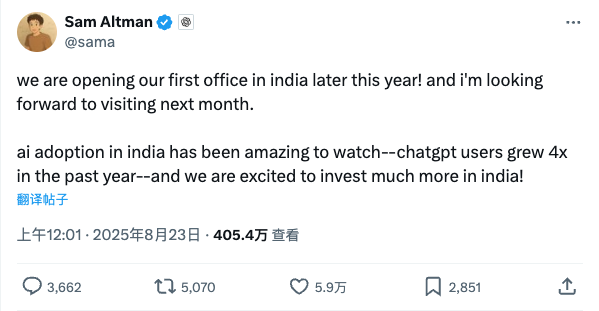 Sam Altman
@sama
we are opening our first office in india later this year! and i'm looking
forward to visiting next month.
ai adoption in india has been amazing to watch--chatgpt users grew 4x
in the past year--and we are excited to invest much more in india!
翻译帖子
上午12:01 · 2025年8月23日 · 405.4万 查看
3,662 5,070 5.9万 2,851